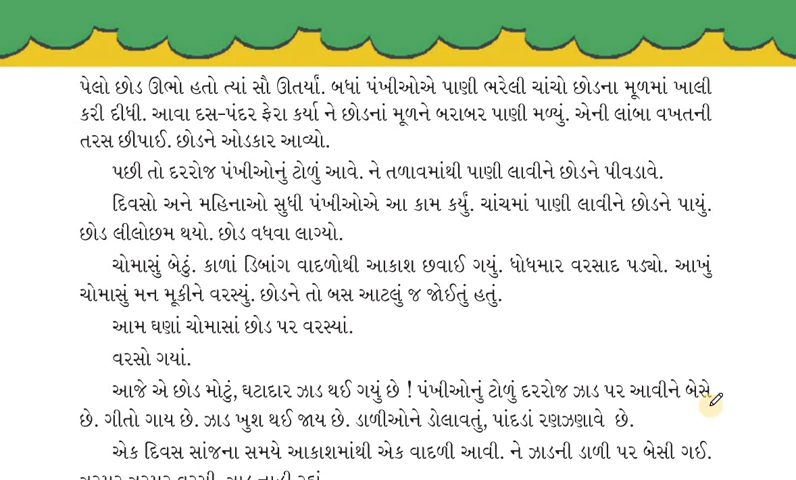 પેલો છોડ ઊભો હતો ત્યાં સૌ ઊતર્યાં. બધાં પંખીઓએ પાણી ભરેલી ચાંચો છોડના મૂળમાં ખાલી
કરી દીધી. આવા દસ-પંદર ફેરા કર્યા ને છોડનાં મૂળને બરાબર પાણી મળ્યું. એની લાંબા વખતની
તરસ છીપાઈ. છોડને ઓડકાર આવ્યો.
પછી તો દરરોજ પંખીઓનું ટોળું આવે. ને તળાવમાંથી પાણી લાવીને છોડને પીવડાવે.
દિવસો અને મહિનાઓ સુધી પંખીઓએ આ કામ કર્યું. ચાંચમાં પાણી લાવીને છોડને પાયું.
છોડ લીલોછમ થયો. છોડ વધવા લાગ્યો.
ચોમાસું બેઠું. કાળાં ડિબાંગ વાદળોથી આકાશ છવાઈ ગયું. ધોધમાર વરસાદ પડ્યો. આખું
ચોમાસું મન મૂકીને વરસ્યું. છોડને તો બસ આટલું જ જોઈતું હતું.
આમ ઘણાં ચોમાસાં છોડ પર વરસ્યાં.
વરસો ગયાં.
આજે એ છોડ મોટું, ઘટાદાર ઝાડ થઈ ગયું છે ! પંખીઓનું ટોળું દરરોજ ઝાડ પર આવીને બેસે
છે. ગીતો ગાય છે. ઝાડ ખુશ થઈ જાય છે. ડાળીઓને ડોલાવતું, પાંદડાં રણઝણાવે છે.
એક દિવસ સાંજના સમયે આકાશમાંથી એક વાદળી આવી. ને ઝાડની ડાળી પર બેસી ગઈ.